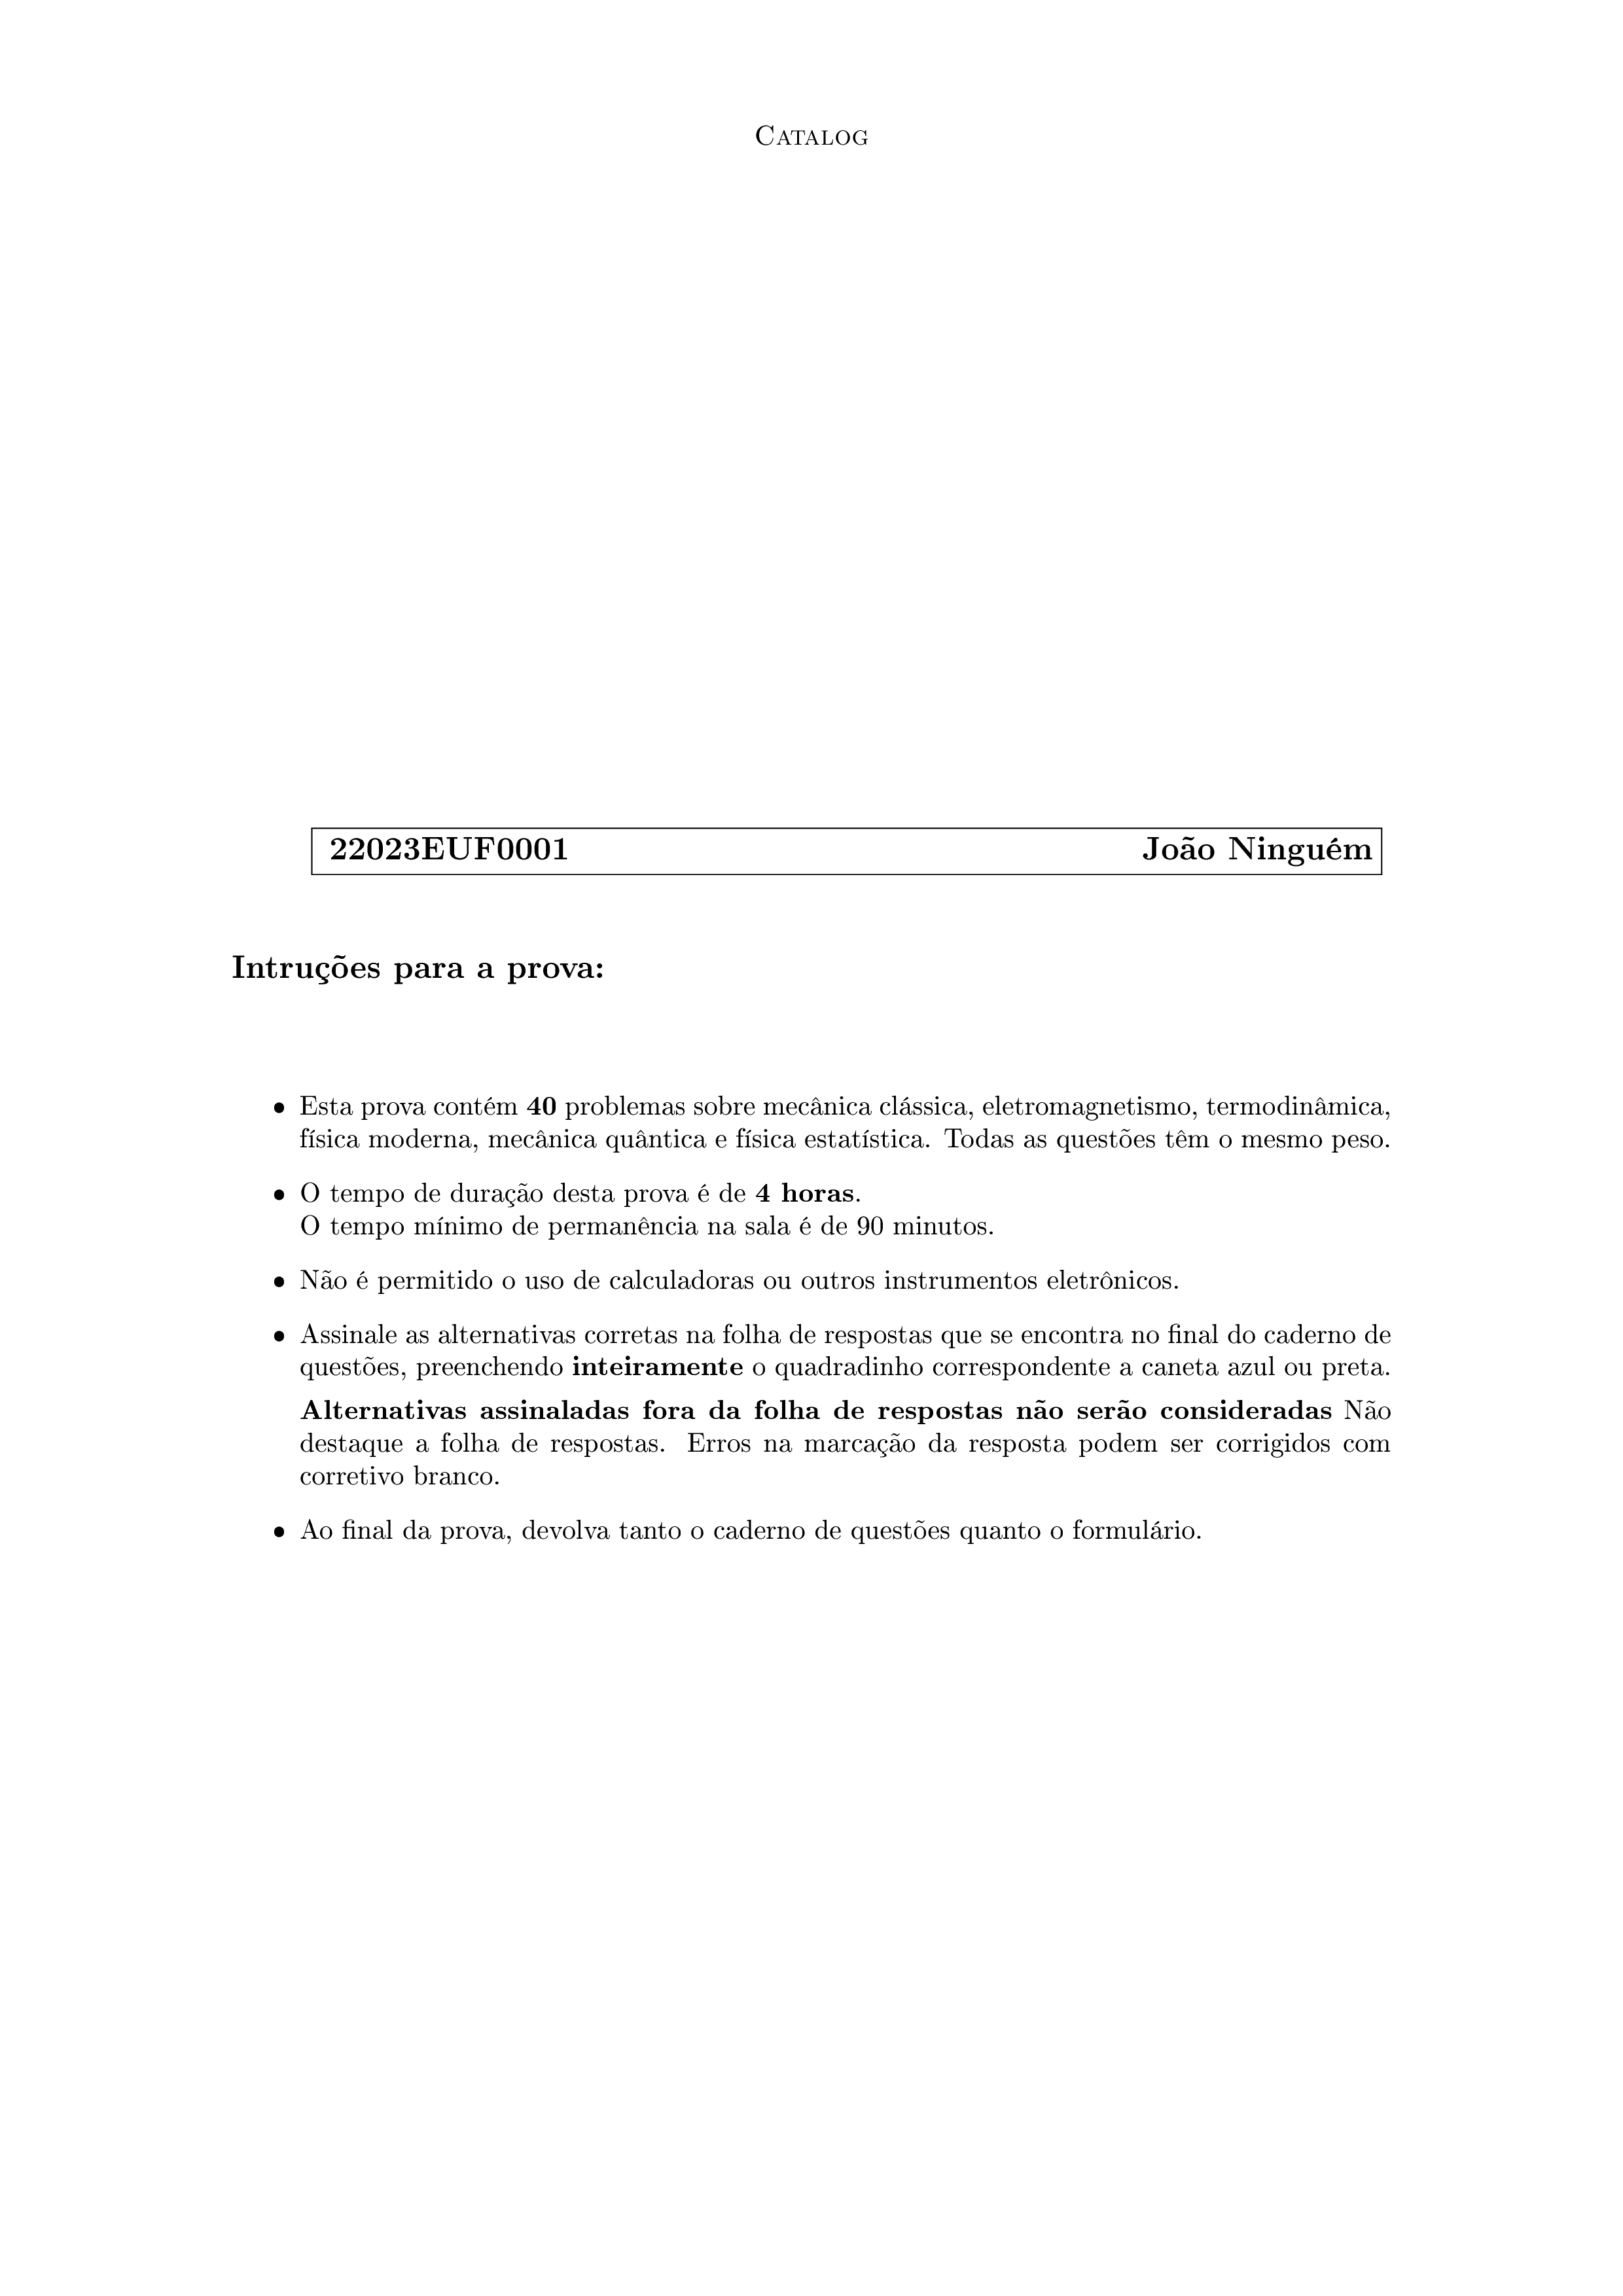 Catalog
22023EUF0001 João Ninguém
Intruções para a prova:
• Esta prova contém 40 problemas sobre mecânica clássica, eletromagnetismo, termodinâmica,
física moderna, mecânica quântica e física estatística. Todas as questões têm o mesmo peso.
• O tempo de duração desta prova é de 4 horas.
O tempo mínimo de permanência na sala é de 90 minutos.
• Não é permitido o uso de calculadoras ou outros instrumentos eletrônicos.
• Assinale as alternativas corretas na folha de respostas que se encontra no final do caderno de
questões, preenchendo inteiramente o quadradinho correspondente a caneta azul ou preta.
Alternativas assinaladas fora da folha de respostas não serão consideradas Não
destaque a folha de respostas. Erros na marcação da resposta podem ser corrigidos com
corretivo branco.
• Ao final da prova, devolva tanto o caderno de questões quanto o formulário.